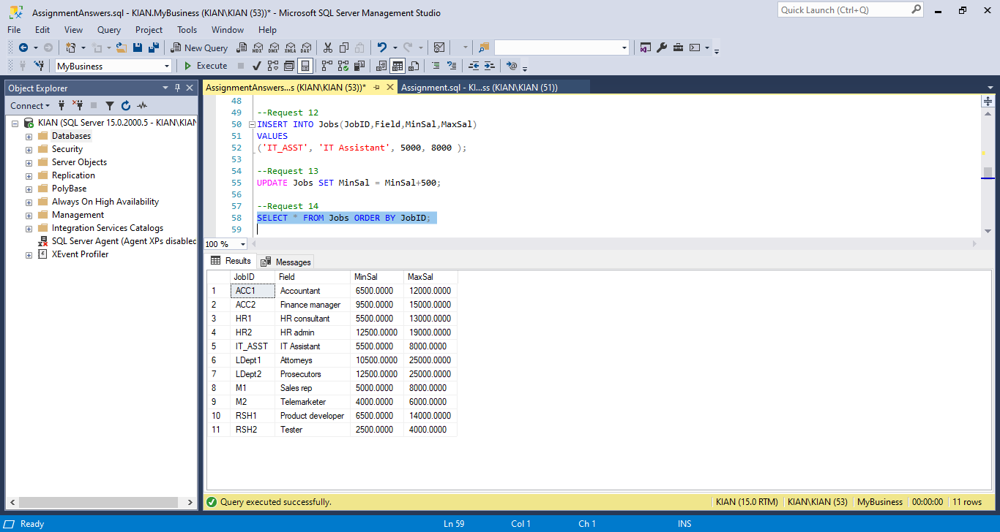 AssignmentAnswers.sql - KIAN.MyBusiness (KIAN\KIAN (53))* - Microsoft SQL Server Management Studio
Quick Launch (Ctrl+Q)
File Edit View Query Project Tools Window Help
New Query MDX DMX XMLA DAX
MyBusiness Execute
Object Explorer
Connect
KIAN (SQL Server 15.0.2000.5 - KIAN\KIAN
Databases
Security
Server Objects
Replication
PolyBase
Always On High Availability
Management
Integration Services Catalogs
SQL Server Agent (Agent XPs disabled
XEvent Profiler
AssignmentAnswers...s (KIAN\KIAN (53))* Assignment.sql - KI...ss (KIAN\KIAN (51))
48
49 --Request 12
50 INSERT INTO Jobs(JobID,Field,MinSal,MaxSal)
51 VALUES
52 ('IT_ASST', 'IT Assistant', 5000, 8000 );
53
54 --Request 13
55 UPDATE Jobs SET MinSal = MinSal+500;
56
57 --Request 14
58 SELECT * FROM Jobs ORDER BY JobID;
59
100 %
Results Messages
JobID Field MinSal MaxSal
1 ACC1 Accountant 6500.0000 12000.0000
2 ACC2 Finance manager 9500.0000 15000.0000
3 HR1 HR consultant 5500.0000 13000.0000
4 HR2 HR admin 12500.0000 19000.0000
5 IT_ASST IT Assistant 5500.0000 8000.0000
6 LDept1 Attorneys 10500.0000 25000.0000
7 LDept2 Prosecutors 12500.0000 25000.0000
8 M1 Sales rep 5000.0000 8000.0000
9 M2 Telemarketer 4000.0000 6000.0000
10 RSH1 Product developer 6500.0000 14000.0000
11 RSH2 Tester 2500.0000 4000.0000
Query executed successfully. KIAN (15.0 RTM) KIAN\KIAN (53) MyBusiness 00:00:00 11 rows
Ready Ln 59 Col 1 Ch 1 INS